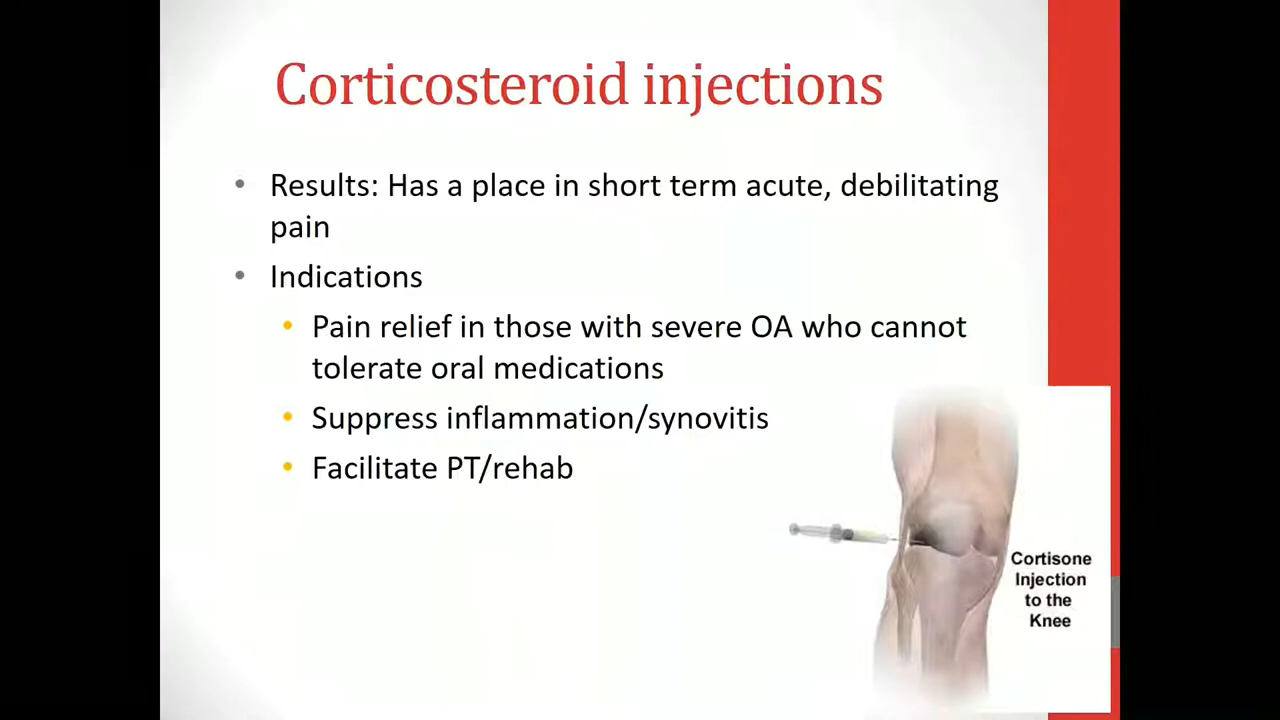 Corticosteroid injections
• Results: Has a place in short term acute, debilitating
pain
• Indications
• Pain relief in those with severe OA who cannot
tolerate oral medications
• Suppress inflammation/synovitis
• Facilitate PT/rehab
Cortisone
Injection
to the
Knee